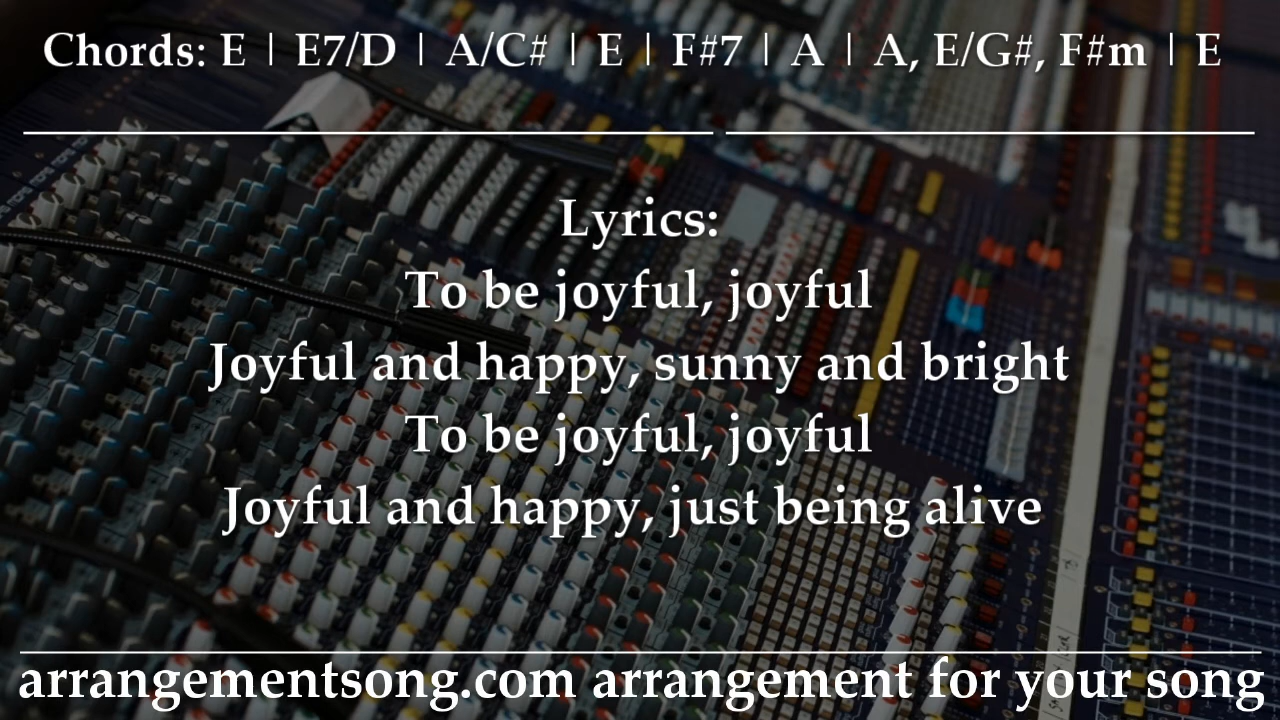 Chords: E | E7/D | A/C# | E | F#7 | A | A, E/G#, F#m | E
Lyrics:
To be joyful, joyful
Joyful and happy, sunny and bright
To be joyful, joyful
Joyful and happy, just being alive
arrangementsong.com arrangement for your song